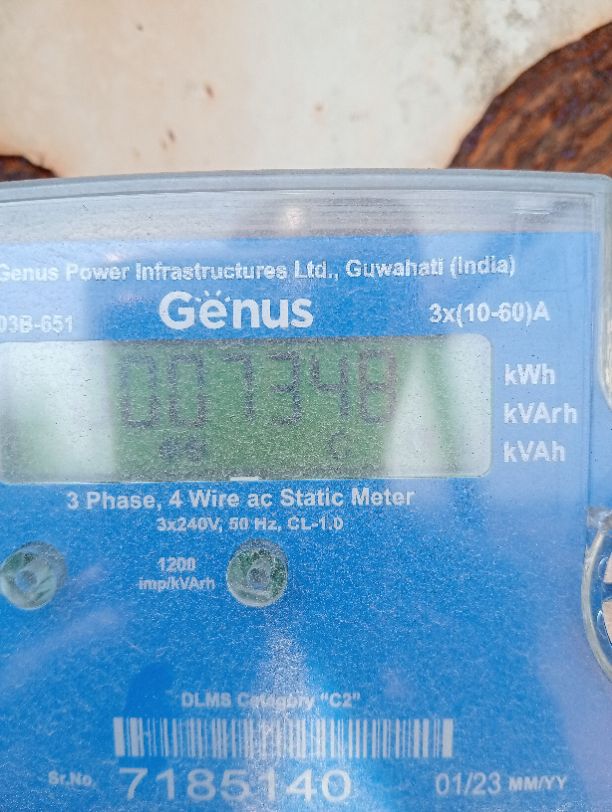 Genus Power Infrastructures Ltd., Guwahati (India)
03B-651 Genus 3x(10-60)A
007348
kWh
kVArh
kVAh
C
3 Phase, 4 Wire ac Static Meter
3x240V, 50 Hz, CL-1.0
1200
imp/kVArh
DLMS Category "C2"
Sr.No. 7185140 01/23 MM/YY